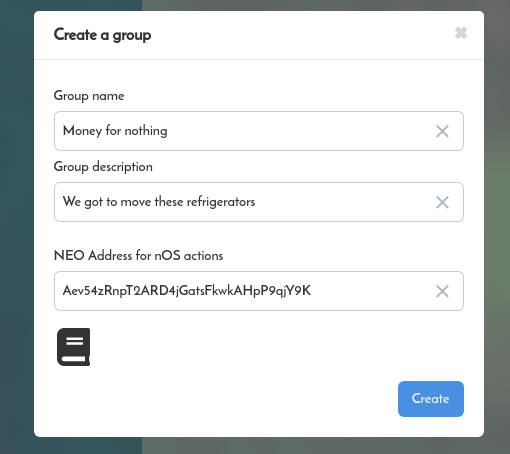 Create a group
Group name
Money for nothing
Group description
We got to move these refrigerators
NEO Address for nOS actions
Aev54zRnpT2ARD4jGatsFkwkAHpP9qjY9K
Create